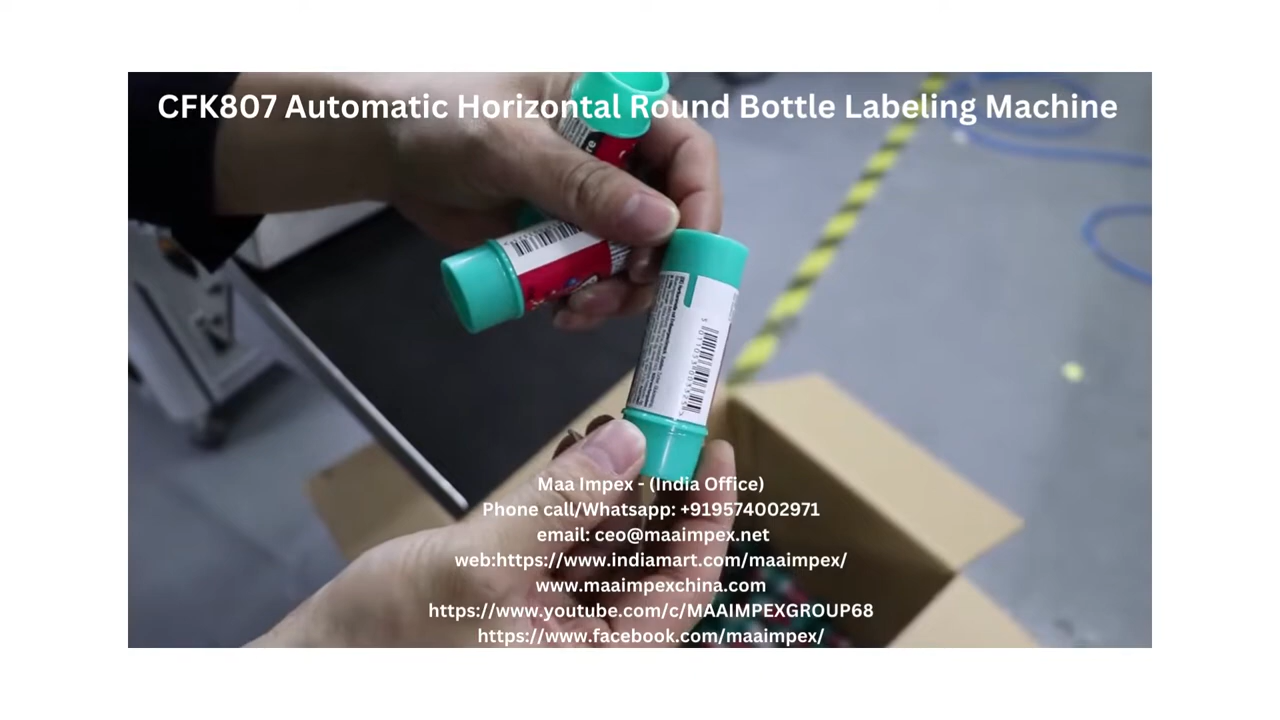 CFK807 Automatic Horizontal Round Bottle Labeling Machine
Maa Impex - (India Office)
Phone call/Whatsapp: +919574002971
email: ceo@maaimpex.net
web:https://www.indiamart.com/maaimpex/
www.maaimpexchina.com
https://www.youtube.com/c/MAAIMPEXGROUP68
https://www.facebook.com/maaimpex/